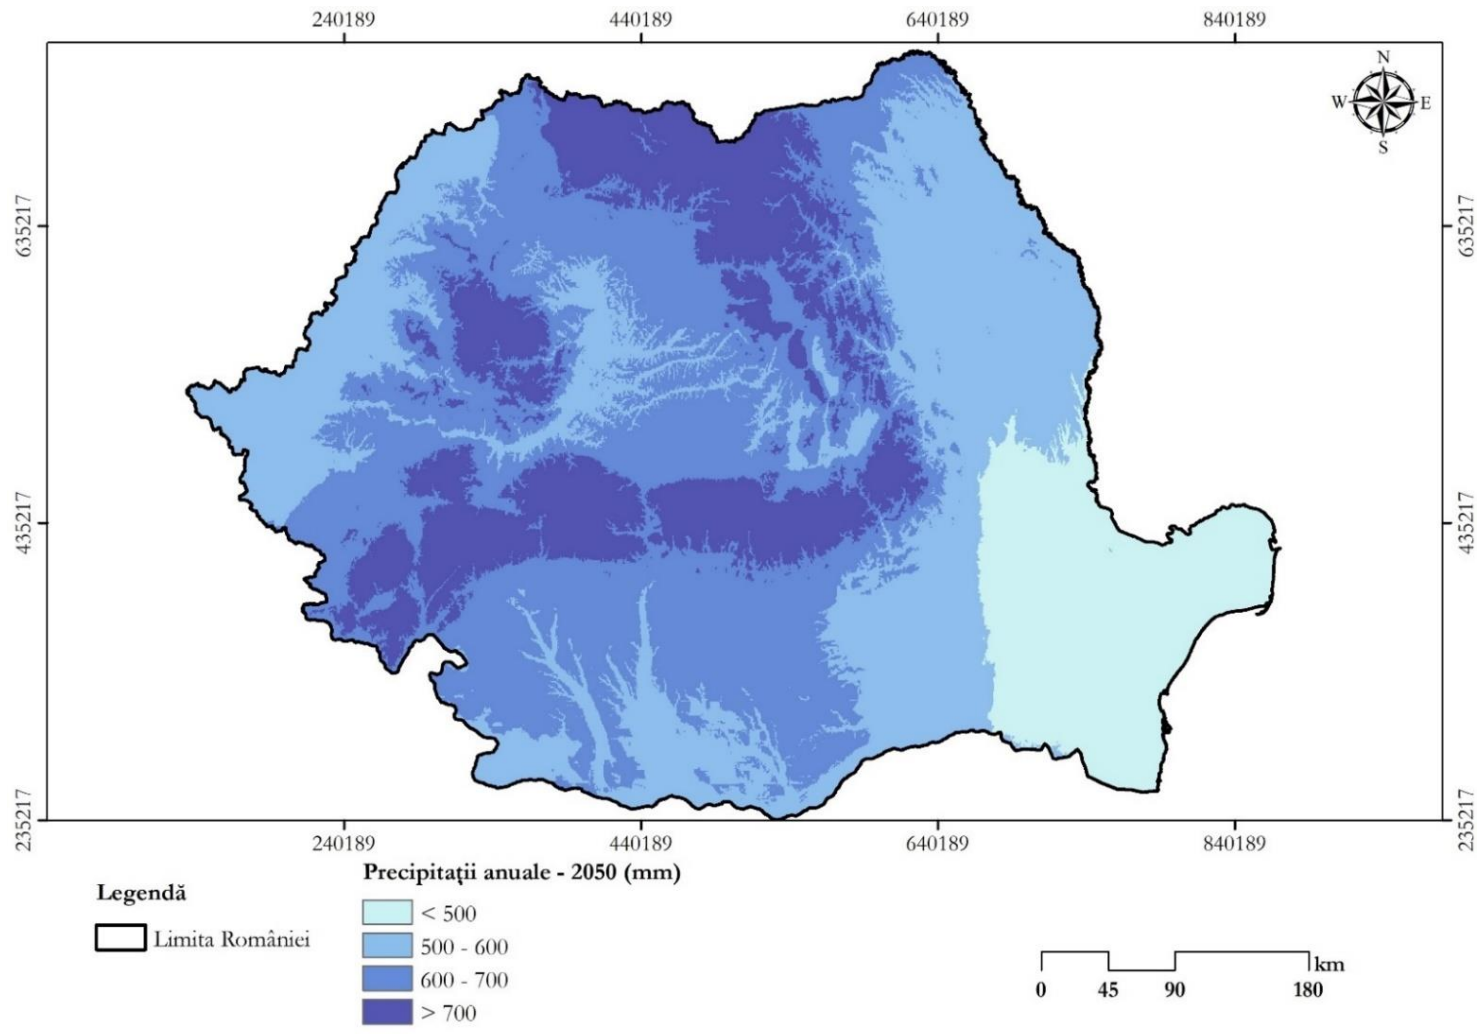 240189 440189 640189 840189
N
W E
S
635217 635217
435217 435217
235217 235217
240189 440189 640189 840189
Precipitații anuale - 2050 (mm)
Legendă
< 500
Limita României
500 - 600
600 - 700
> 700
km
0 45 90 180